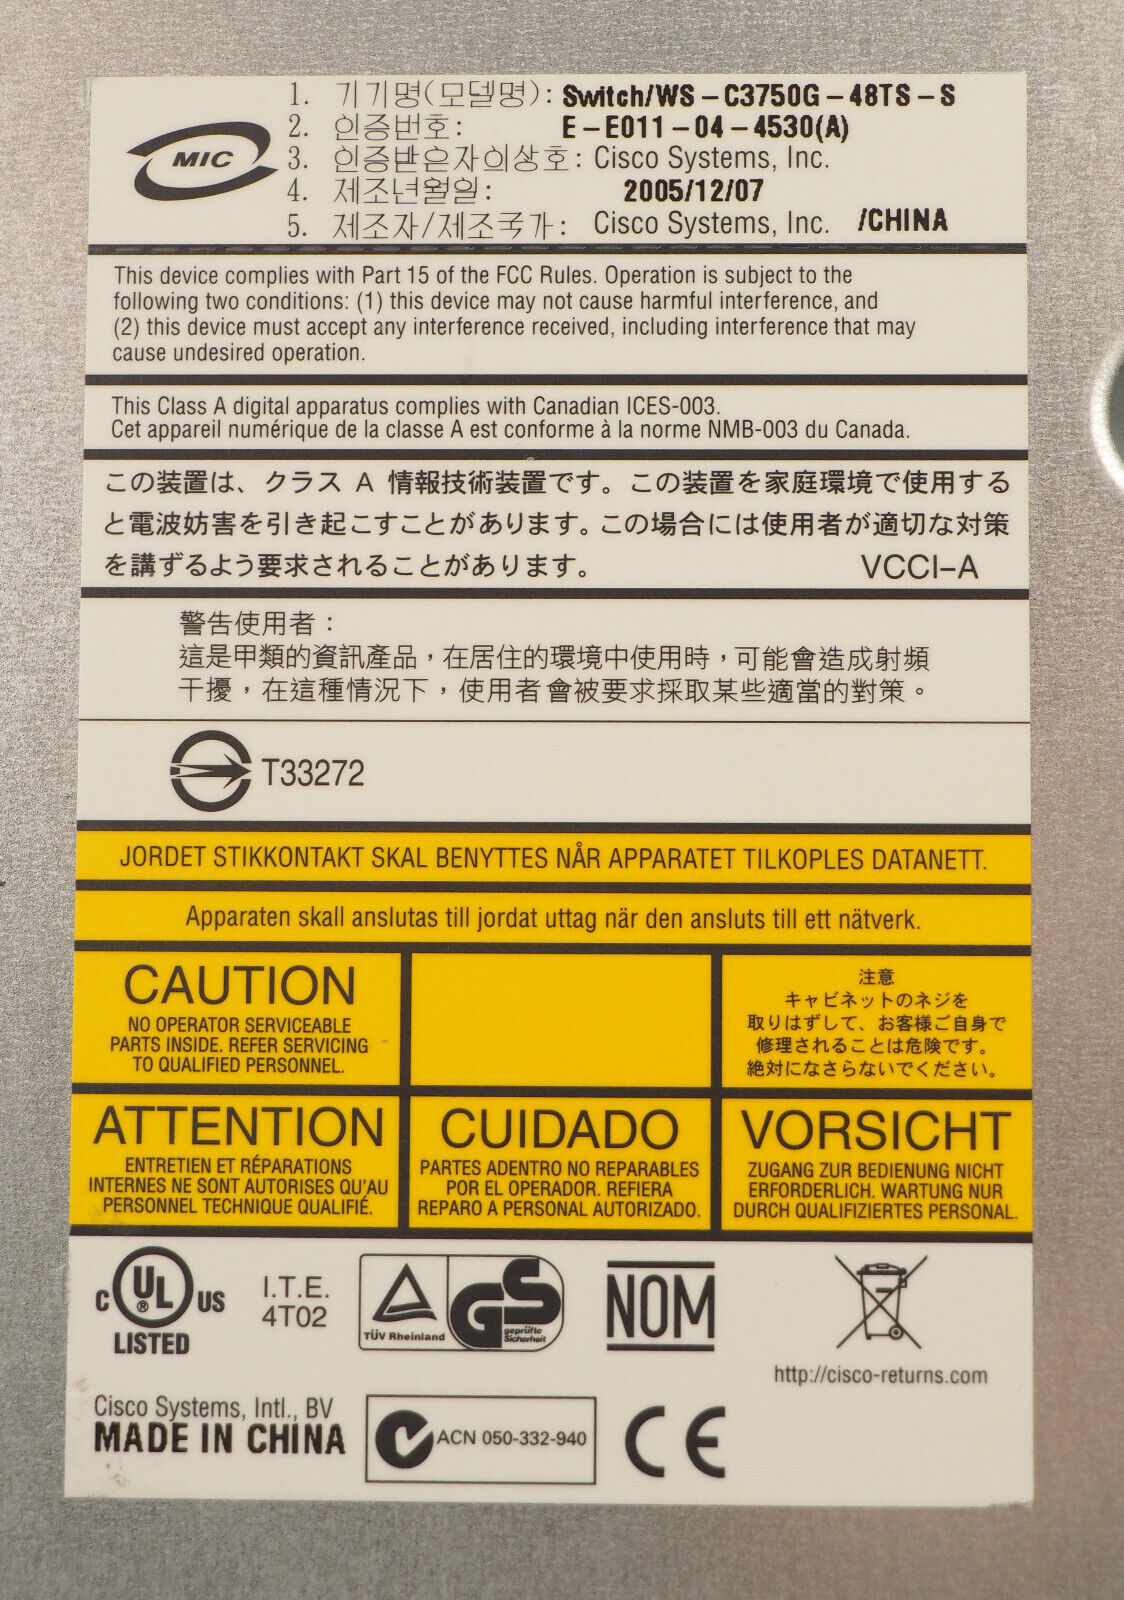 MIC
1. 기기명(모델명): Switch/WS-C3750G-48TS-S
2. 인증번호: E-E011-04-4530(A)
3. 인증받은자의상호: Cisco Systems, Inc.
4. 제조년월일: 2005/12/07
5. 제조자/제조국가: Cisco Systems, Inc. /CHINA
This device complies with Part 15 of the FCC Rules. Operation is subject to the
following two conditions: (1) this device may not cause harmful interference, and
(2) this device must accept any interference received, including interference that may
cause undesired operation.
This Class A digital apparatus complies with Canadian ICES-003.
Cet appareil numérique de la classe A est conforme à la norme NMB-003 du Canada.
この装置は、クラス A 情報技術装置です。この装置を家庭環境で使用する
と電波妨害を引き起こすことがあります。この場合には使用者が適切な対策
を講ずるよう要求されることがあります。 VCCI-A
警告使用者：
這是甲類的資訊產品，在居住的環境中使用時，可能會造成射頻
干擾，在這種情況下，使用者會被要求採取某些適當的對策。
T33272
JORDET STIKKONTAKT SKAL BENYTTES NÅR APPARATET TILKOPLES DATANETT.
Apparaten skall anslutas till jordat uttag när den ansluts till ett nätverk.
CAUTION
NO OPERATOR SERVICEABLE
PARTS INSIDE. REFER SERVICING
TO QUALIFIED PERSONNEL.
注意
キャビネットのネジを
取りはずして、お客様ご自身で
修理されることは危険です。
絶対になさらないでください。
ATTENTION
ENTRETIEN ET RÉPARATIONS
INTERNES NE SONT AUTORISES QU'AU
PERSONNEL TECHNIQUE QUALIFIÉ.
CUIDADO
PARTES ADENTRO NO REPARABLES
POR EL OPERADOR. REFIERA
REPARO A PERSONAL AUTORIZADO.
VORSICHT
ZUGANG ZUR BEDIENUNG NICHT
ERFORDERLICH. WARTUNG NUR
DURCH QUALIFIZIERTES PERSONAL.
C UL ® US
LISTED
I.T.E.
4T02
TÜV Rheinland
GS
geprüfte
Sicherheit
NOM
http://cisco-returns.com
Cisco Systems, Intl., BV
MADE IN CHINA
ACN 050-332-940
CE